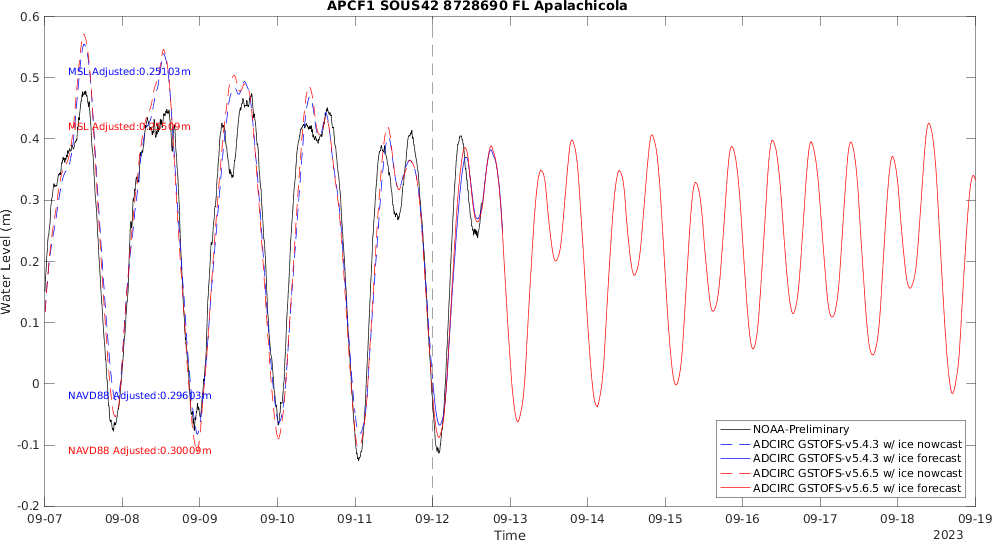 APCF1 SOUS42 8728690 FL Apalachicola
0.6
0.5
0.4
0.3
0.2
0.1
0
-0.1
-0.2
Water Level (m)
MSL Adjusted:0.25103m
MSL Adjusted:
NAVD88 Adjusted:0.29603m
NAVD88 Adjusted:0.30009m
NOAA-Preliminary
ADCIRC GSTOFS-v5.4.3 w/ ice nowcast
ADCIRC GSTOFS-v5.4.3 w/ ice forecast
ADCIRC GSTOFS-v5.6.5 w/ ice nowcast
ADCIRC GSTOFS-v5.6.5 w/ ice forecast
09-07 09-08 09-09 09-10 09-11 09-12 09-13 09-14 09-15 09-16 09-17 09-18 09-19
Time
2023